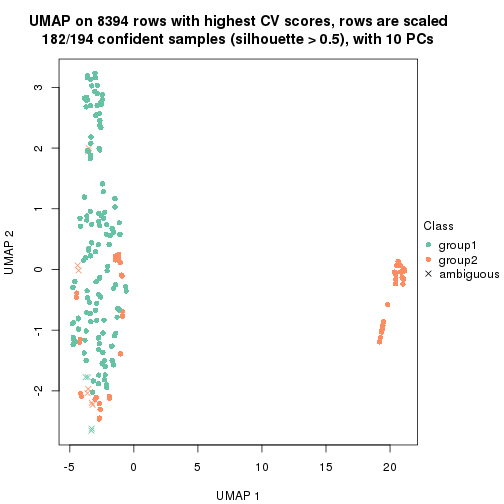 UMAP on 8394 rows with highest CV scores, rows are scaled
182/194 confident samples (silhouette > 0.5), with 10 PCs
3
2
1
0
-1
-2
UMAP 2
-5
0
5
10
15
20
UMAP 1
Class
group1
group2
ambiguous